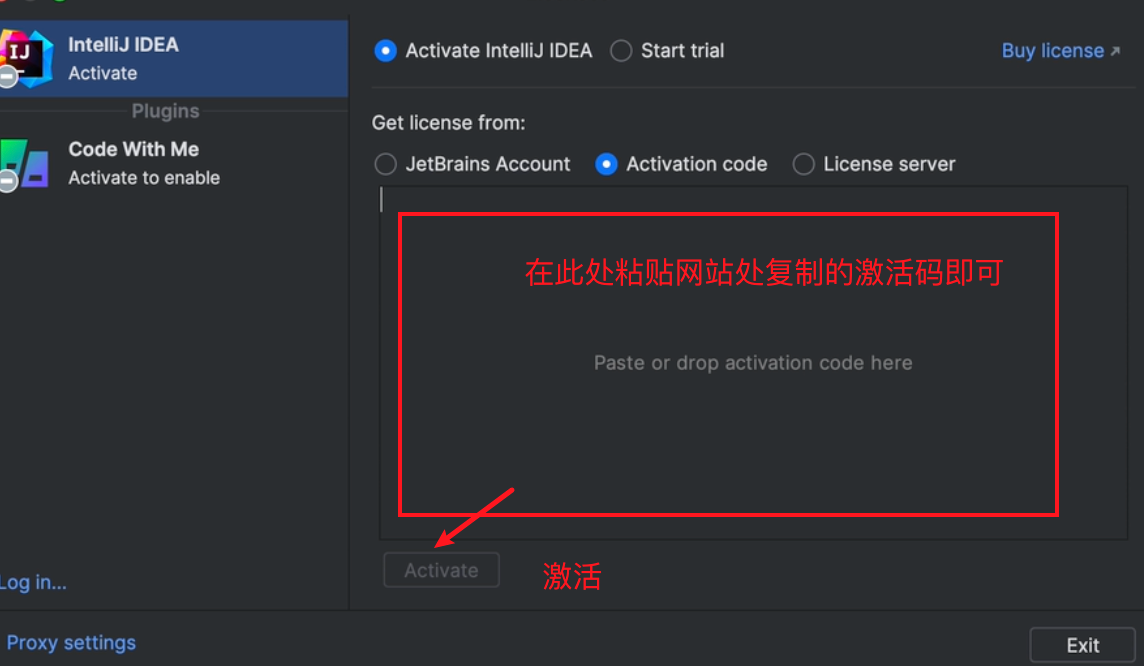 IJ
IntelliJ IDEA
Activate
Plugins
Code With Me
Activate to enable
Log in...
Proxy settings
Activate IntelliJ IDEA Start trial Buy license ↗
Get license from:
JetBrains Account Activation code License server
在此处粘贴网站处复制的激活码即可
Paste or drop activation code here
Activate 激活
Exit